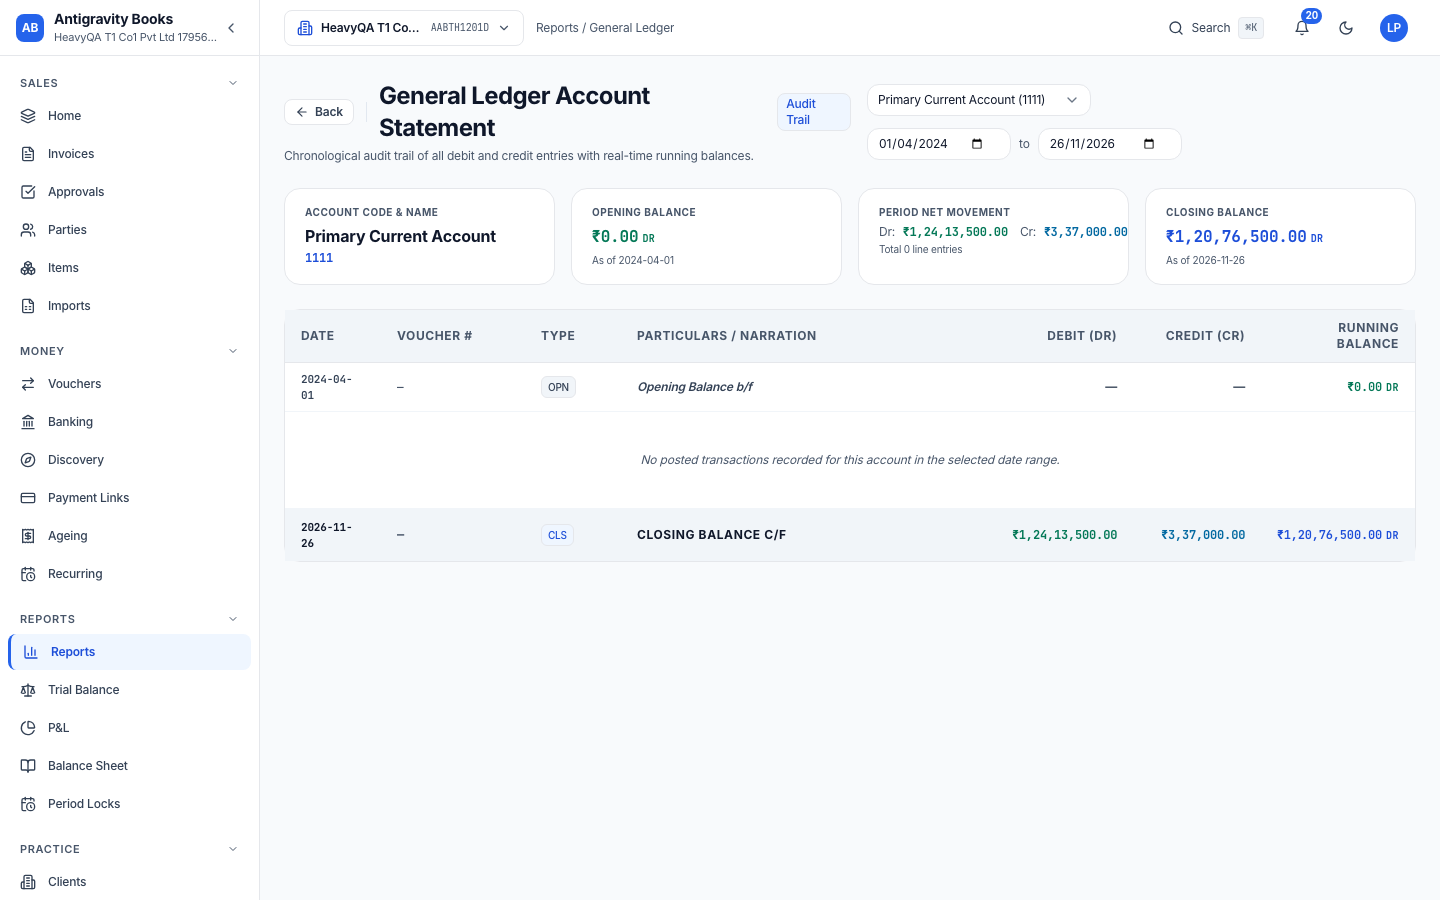 AB
Antigravity Books
HeavyQA T1 Co1 Pvt Ltd 17956...
SALES
Home
Invoices
Approvals
Parties
Items
Imports
MONEY
Vouchers
Banking
Discovery
Payment Links
Ageing
Recurring
REPORTS
Reports
Trial Balance
P&L
Balance Sheet
Period Locks
PRACTICE
Clients
HeavyQA T1 Co... AABTH1201D
Reports / General Ledger
Search ⌘K
20
LP
Back
General Ledger Account
Statement
Audit
Trail
Chronological audit trail of all debit and credit entries with real-time running balances.
Primary Current Account (1111)
01/04/2024 to 26/11/2026
ACCOUNT CODE & NAME
Primary Current Account
1111
OPENING BALANCE
₹0.00 DR
As of 2024-04-01
PERIOD NET MOVEMENT
Dr: ₹1,24,13,500.00 Cr: ₹3,37,000.00
Total 0 line entries
CLOSING BALANCE
₹1,20,76,500.00 DR
As of 2026-11-26
DATE VOUCHER # TYPE PARTICULARS / NARRATION DEBIT (DR) CREDIT (CR) RUNNING
BALANCE
2024-04-
01
– OPN Opening Balance b/f — — ₹0.00 DR
No posted transactions recorded for this account in the selected date range.
2026-11-
26
– CLS CLOSING BALANCE C/F ₹1,24,13,500.00 ₹3,37,000.00 ₹1,20,76,500.00 DR